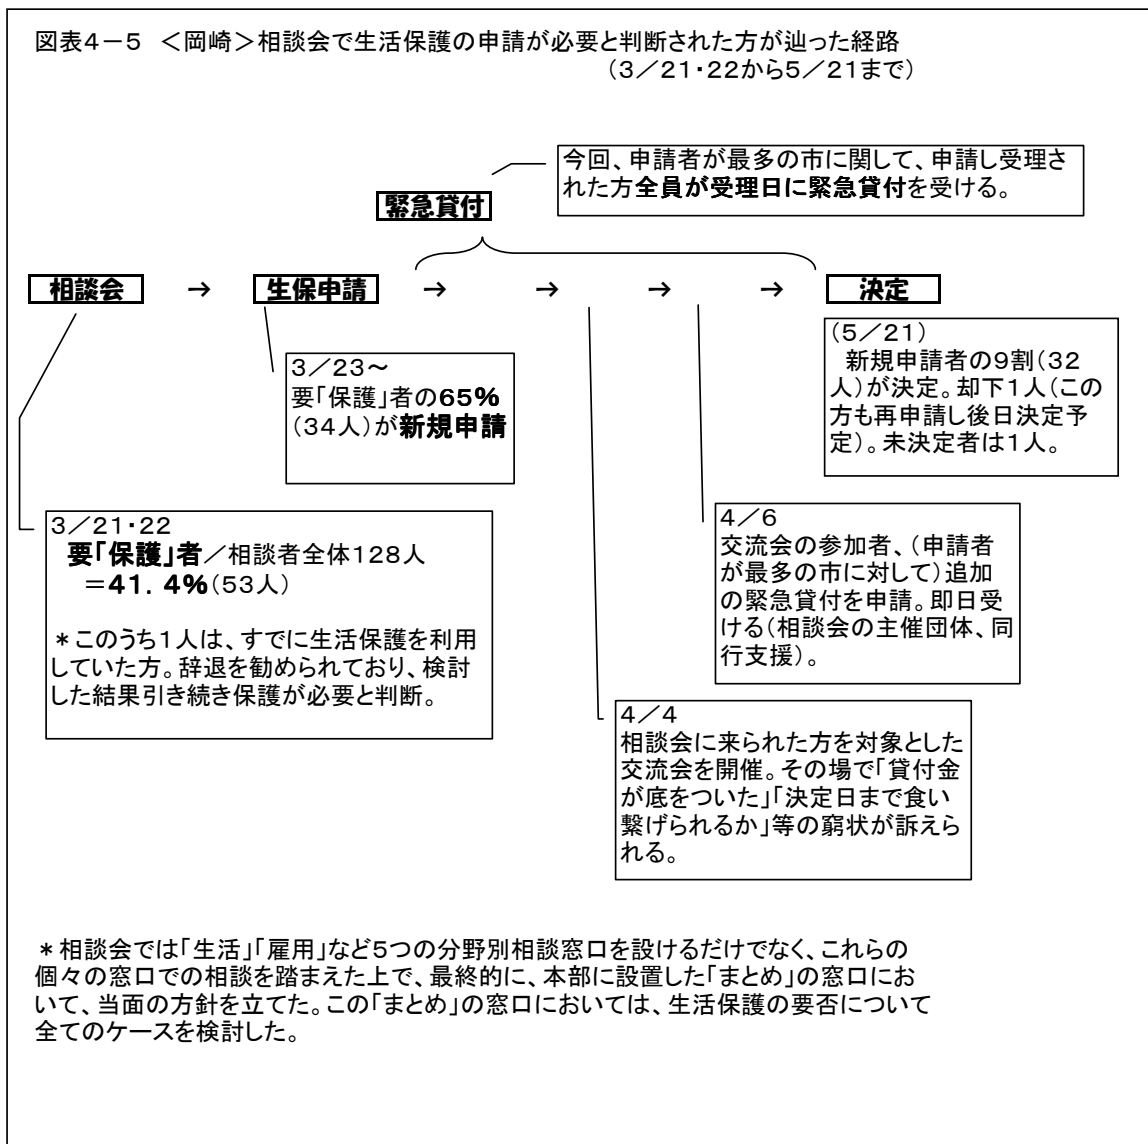 図表4-5 <岡崎>相談会で生活保護の申請が必要と判断された方が辿った経路
(3/21・22から5/21まで)
今回、申請者が最多の市に関して、申請し受理さ
れた方全員が受理日に緊急貸付を受ける。
緊急貸付
相談会 → 生保申請 → → → → 決定
(5/21)
新規申請者の9割(32
人)が決定。却下1人(この
方も再申請し後日決定予
定)。未決定者は1人。
3/23~
要「保護」者の65%
(34人)が新規申請
3/21・22
要「保護」者/相談者全体128人
=41.4%(53人)
*このうち1人は、すでに生活保護を利用
していた方。辞退を勧められており、検討
した結果引き続き保護が必要と判断。
4/6
交流会の参加者、(申請者
が最多の市に対して)追加
の緊急貸付を申請。即日受
ける(相談会の主催団体、同
行支援)。
4/4
相談会に来られた方を対象とした
交流会を開催。その場で「貸付金
が底をついた」「決定日まで食い
繋げられるか」等の窮状が訴えら
れる。
*相談会では「生活」「雇用」など5つの分野別相談窓口を設けるだけでなく、これらの
個々の窓口での相談を踏まえた上で、最終的に、本部に設置した「まとめ」の窓口にお
いて、当面の方針を立てた。この「まとめ」の窓口においては、生活保護の要否について
全てのケースを検討した。